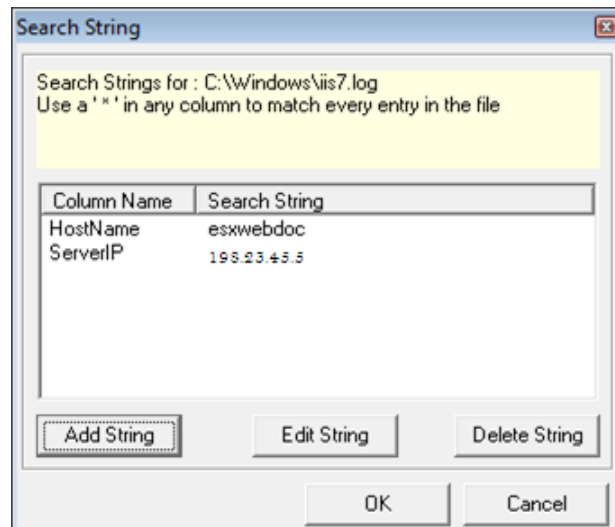 Search String
Search Strings for : C:\Windows\iis7.log
Use a ' * ' in any column to match every entry in the file
Column Name Search String
HostName esxwebdoc
ServerIP 198.23.45.5
Add String Edit String Delete String
OK Cancel